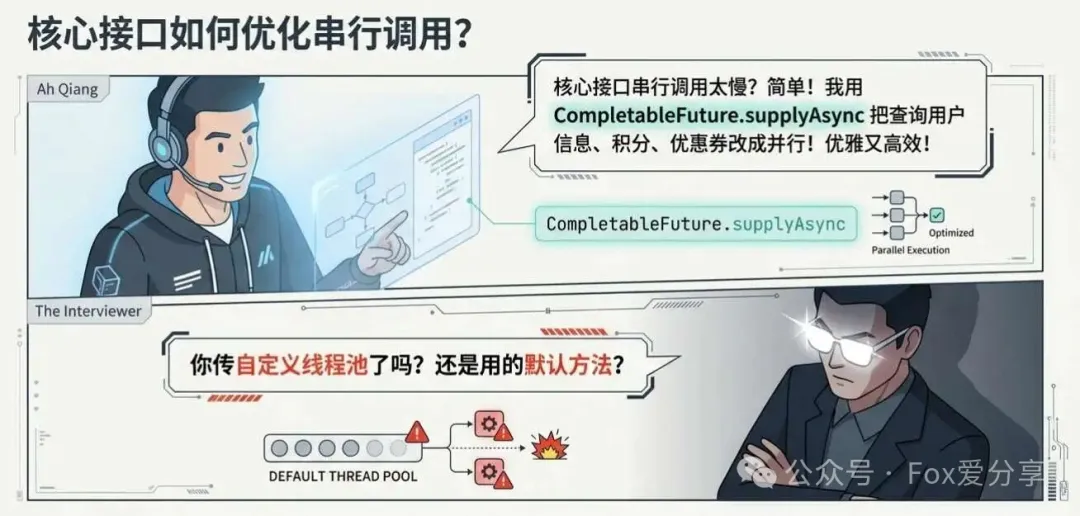 核心接口如何优化串行调用？
Ah Qiang
核心接口串行调用太慢？简单！我用
CompletableFuture.supplyAsync 把查询用户
信息、积分、优惠券改成并行！优雅又高效！
CompletableFuture.supplyAsync
Optimized
Parallel Execution
The Interviewer
你传自定义线程池了吗？还是用的默认方法？
DEFAULT THREAD POOL
公众号 · Fox爱分享